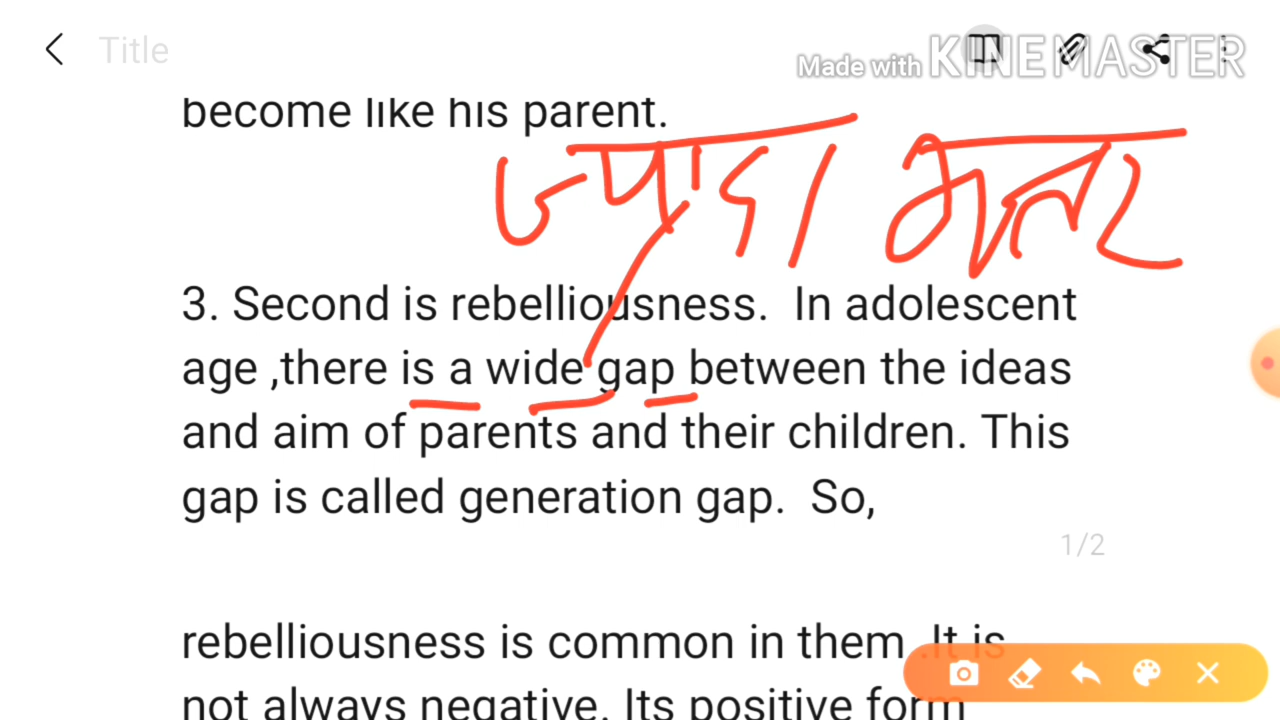 Title
Made with KINEMASTER
become like his parent.
ज्यादा
3. Second is rebelliousness. In adolescent
age ,there is a wide gap between the ideas
and aim of parents and their children. This
gap is called generation gap. So,
1/2
rebelliousness is common in them .It is
not always negative. Its positive form